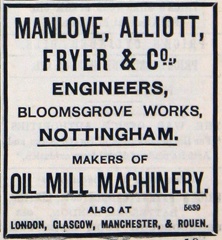 MANLOVE, ALLIOTT,
FRYER & Co.,
ENGINEERS,
BLOOMSGROVE WORKS,
NOTTINGHAM.
MAKERS OF
OIL MILL MACHINERY.
ALSO AT 5639
LONDON, GLASGOW, MANCHESTER, & ROUEN.